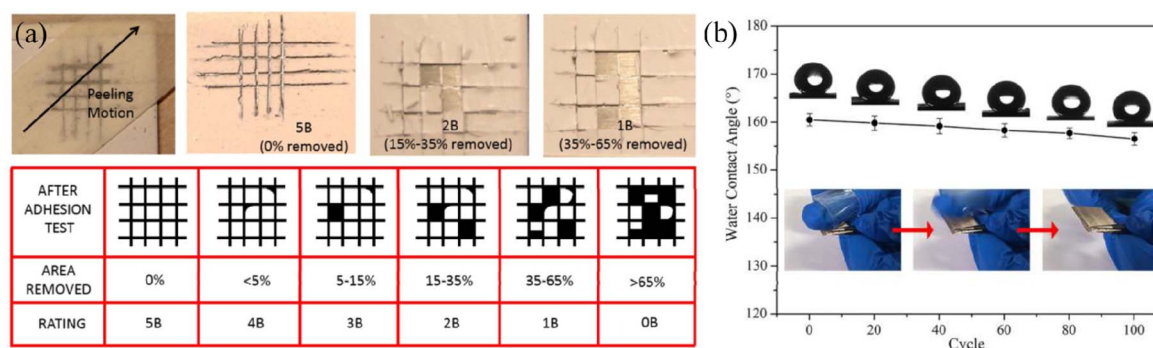 (a)
Peeling
Motion
5B
(0% removed)
2B
(15%-35% removed)
1B
(35%-65% removed)
AFTER
ADHESION
TEST
AREA
REMOVED
0%
<5%
5-15%
15-35%
35-65%
>65%
RATING
5B
4B
3B
2B
1B
0B
(b)
Water Contact Angle (°)
180
170
160
150
140
130
120
0
20
40
60
80
100
Cycle